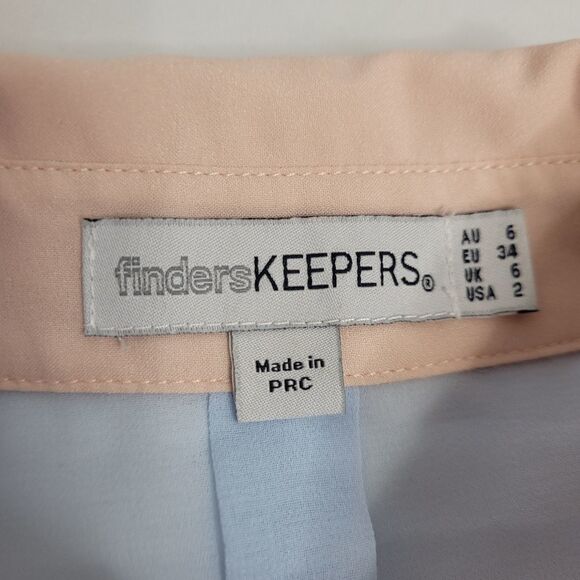 findersKEEPERS®
AU 6
EU 34
UK 6
USA 2
Made in
PRC